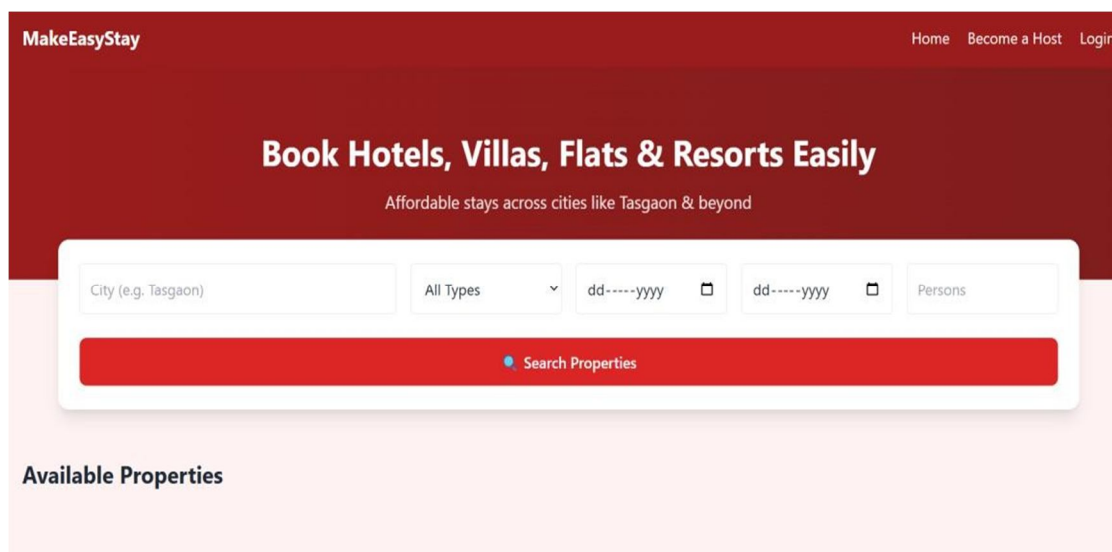 MakeEasyStay Home Become a Host Login
Book Hotels, Villas, Flats & Resorts Easily
Affordable stays across cities like Tasgaon & beyond
City (e.g. Tasgaon) All Types dd-----yyyy dd-----yyyy Persons
Search Properties
Available Properties